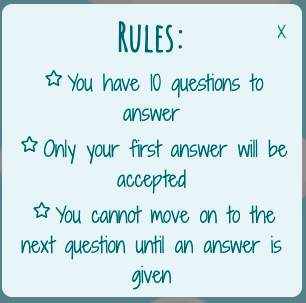 Rules:
x
You have 10 questions to
answer
Only your first answer will be
accepted
You cannot move on to the
next question until an answer is
given